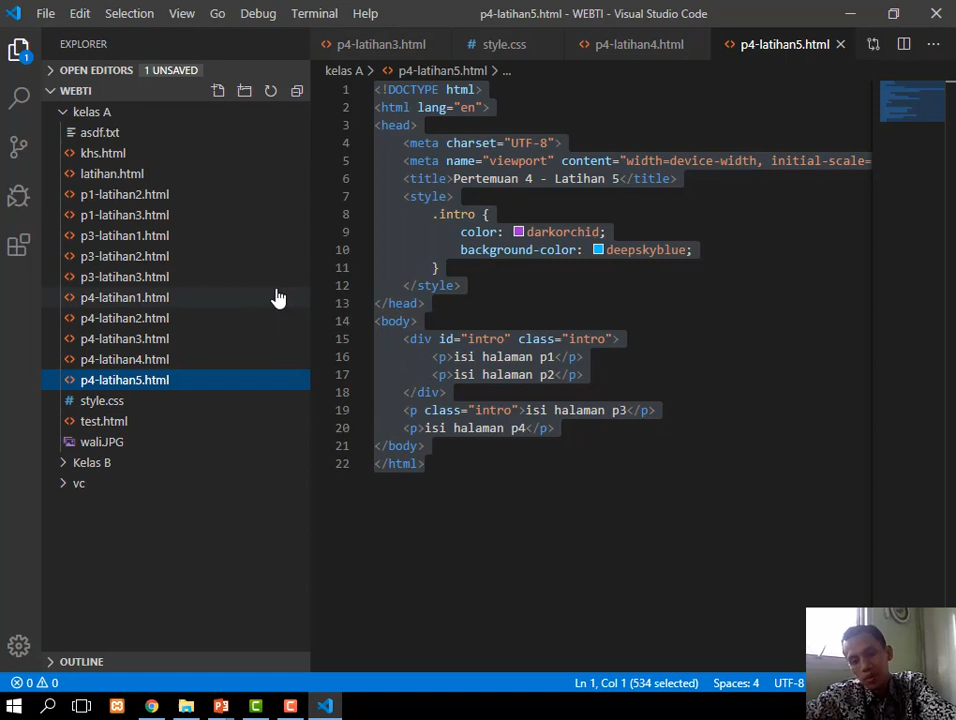 File Edit Selection View Go Debug Terminal Help p4-latihan5.html - WEBTI - Visual Studio Code
EXPLORER
p4-latihan3.html style.css p4-latihan4.html p4-latihan5.html
OPEN EDITORS 1 UNSAVED
kelas A p4-latihan5.html ...
WEBTI
kelas A
asdf.txt
khs.html
latihan.html
p1-latihan2.html
p1-latihan3.html
p3-latihan1.html
p3-latihan2.html
p3-latihan3.html
p4-latihan1.html
p4-latihan2.html
p4-latihan3.html
p4-latihan4.html
p4-latihan5.html
style.css
test.html
wali.JPG
Kelas B
vc
OUTLINE
1 <!DOCTYPE html>
2 <html lang="en">
3 <head>
4 <meta charset="UTF-8">
5 <meta name="viewport" content="width=device-width, initial-scale=
6 <title>Pertemuan 4 - Latihan 5</title>
7 <style>
8 .intro {
9 color: darkorchid;
10 background-color: deepskyblue;
11 }
12 </style>
13 </head>
14 <body>
15 <div id="intro" class="intro">
16 <p>isi halaman p1</p>
17 <p>isi halaman p2</p>
18 </div>
19 <p class="intro">isi halaman p3</p>
20 <p>isi halaman p4</p>
21 </body>
22 </html>
1
0 0 Ln 1, Col 1 (534 selected) Spaces: 4 UTF-8